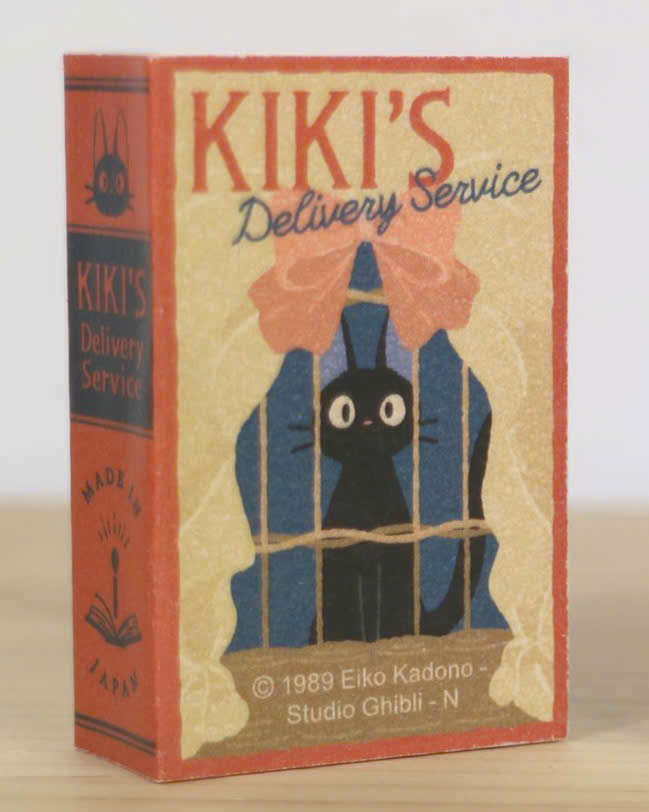 KIKI'S
Delivery Service
© 1989 Eiko Kadono -
Studio Ghibli - N
KIKI'S
Delivery
Service
MADE IN
JAPAN